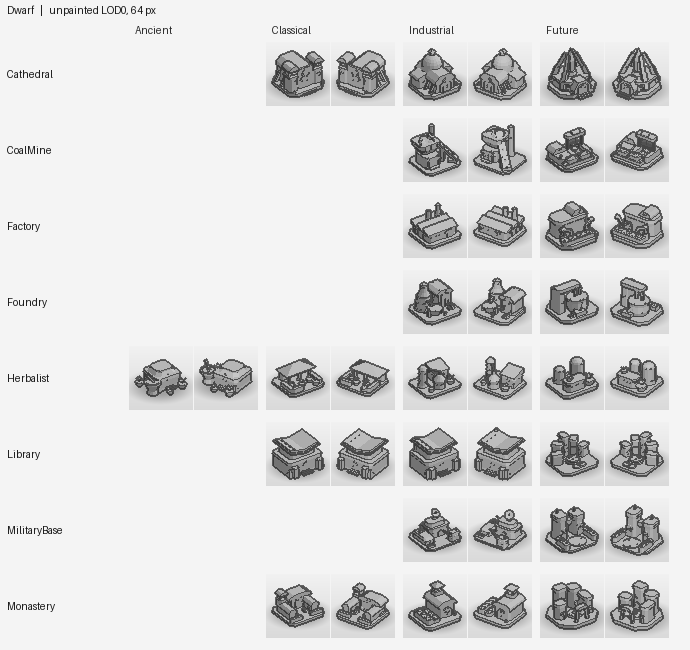 Dwarf | unpainted LOD0, 64 px
Ancient Classical Industrial Future
Cathedral
CoalMine
Factory
Foundry
Herbalist
Library
MilitaryBase
Monastery